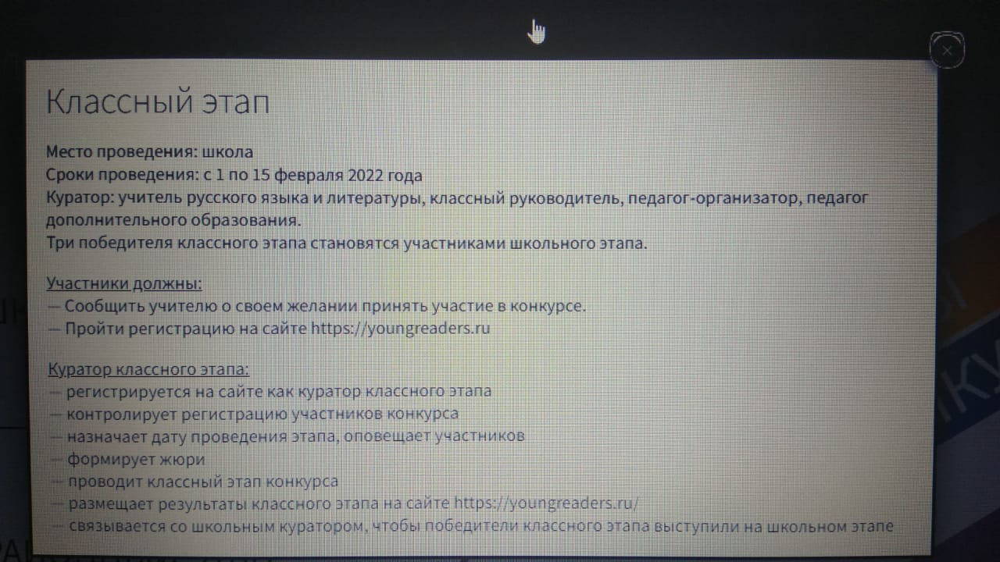 Классный этап
Место проведения: школа
Сроки проведения: с 1 по 15 февраля 2022 года
Куратор: учитель русского языка и литературы, классный руководитель, педагог-организатор, педагог
дополнительного образования.
Три победителя классного этапа становятся участниками школьного этапа.
Участники должны:
— Сообщить учителю о своем желании принять участие в конкурсе.
— Пройти регистрацию на сайте https://youngreaders.ru
Куратор классного этапа:
— регистрируется на сайте как куратор классного этапа
— контролирует регистрацию участников конкурса
— назначает дату проведения этапа, оповещает участников
— формирует жюри
— проводит классный этап конкурса
— размещает результаты классного этапа на сайте https://youngreaders.ru/
— связывается со школьным куратором, чтобы победители классного этапа выступили на школьном этапе